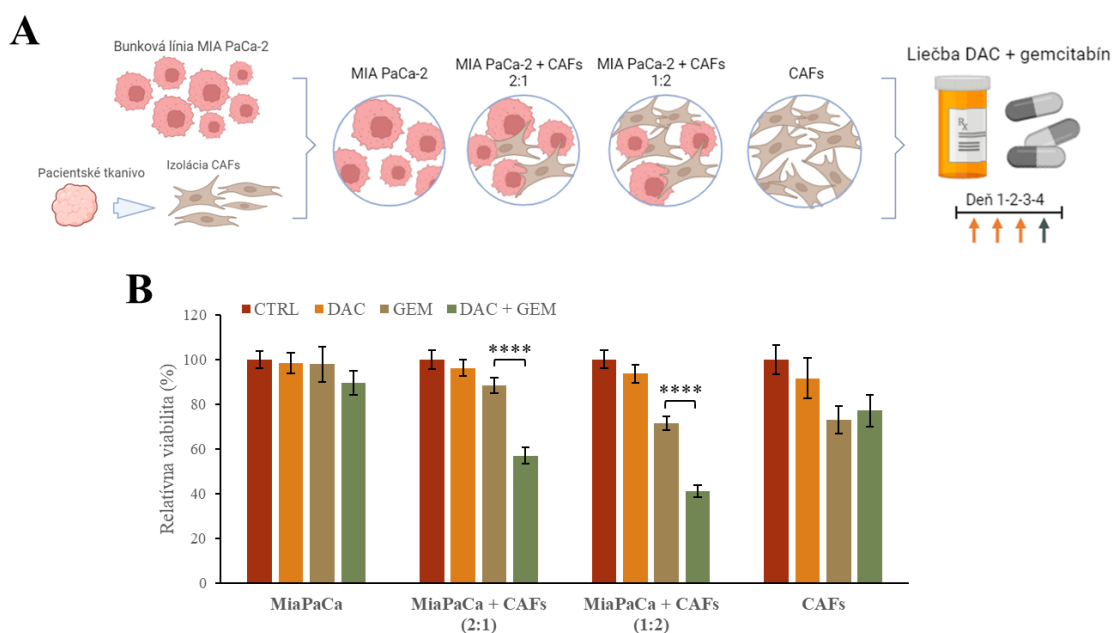 A
Bunková línia MIA PaCa-2
Pacientské tkanivo
Izolácia CAFs
MIA PaCa-2
MIA PaCa-2 + CAFs
2:1
MIA PaCa-2 + CAFs
1:2
CAFs
Liečba DAC + gemcitabín
Rx
Deň 1-2-3-4
B
CTRL DAC GEM DAC + GEM
Relatívna viabilita (%)
120
100
80
60
40
20
0
****
****
MiaPaCa
MiaPaCa + CAFs
(2:1)
MiaPaCa + CAFs
(1:2)
CAFs